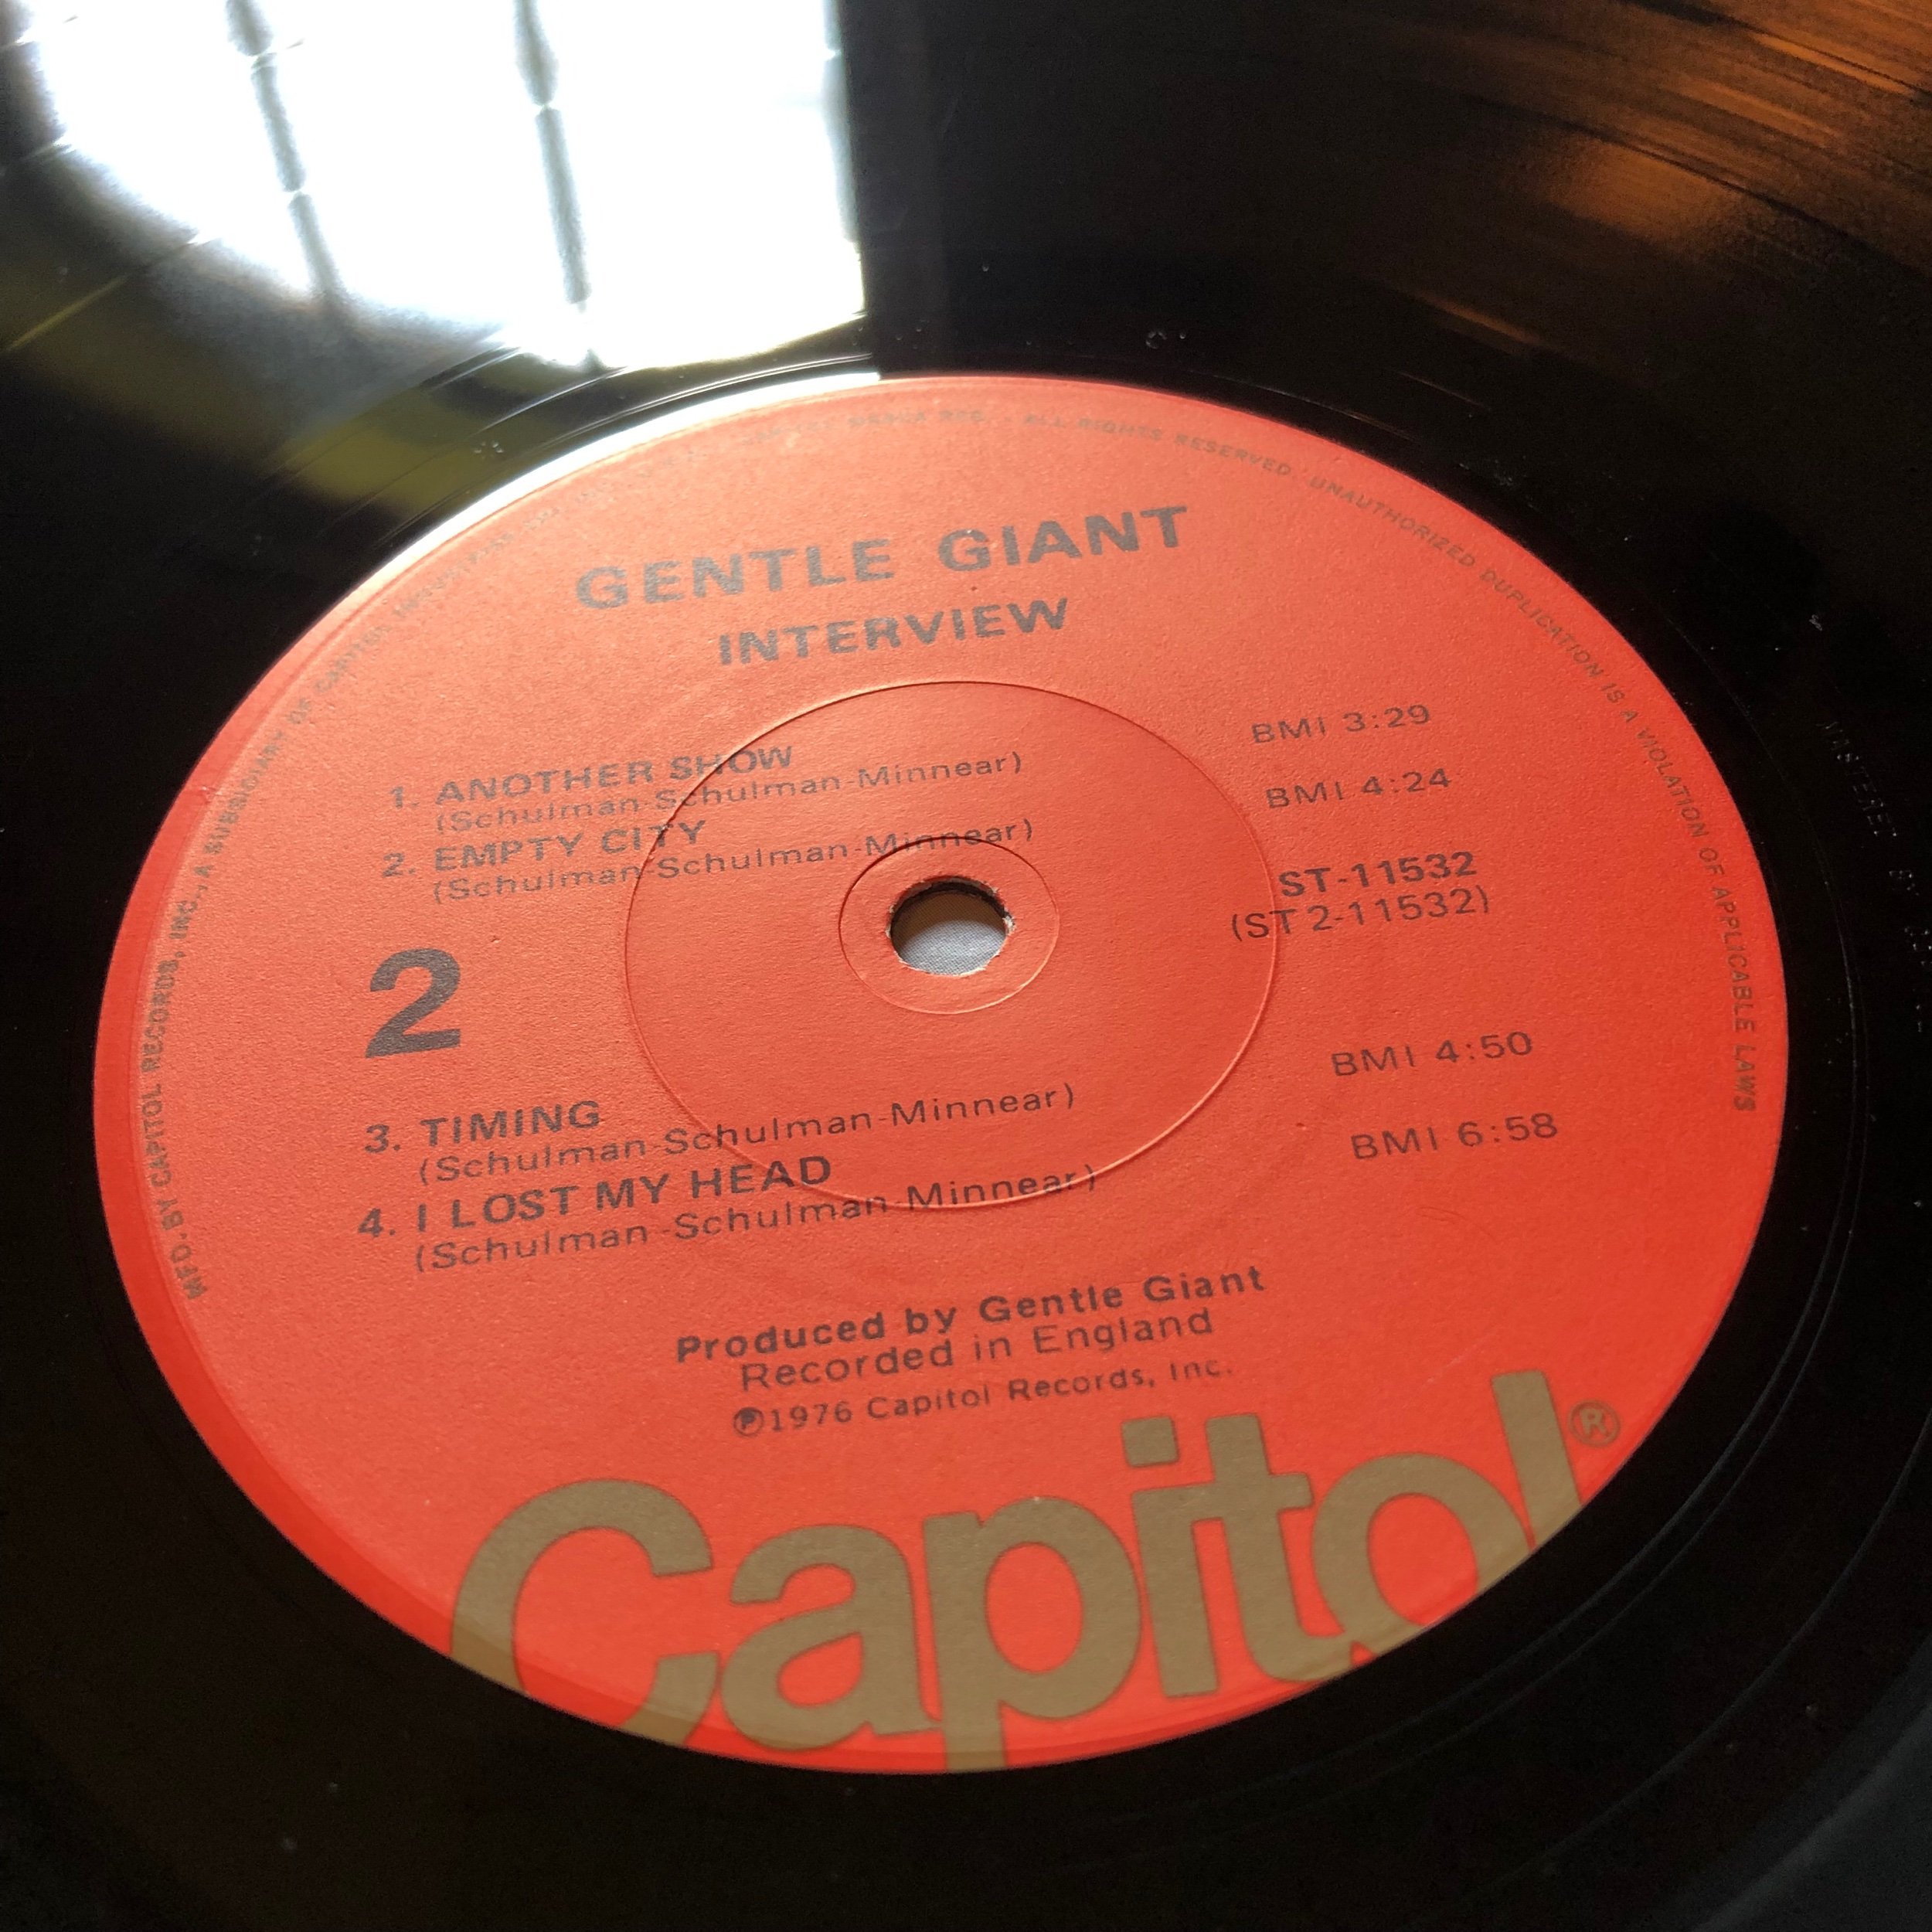 GENTLE GIANT
INTERVIEW
1. ANOTHER SHOW BMI 3:29
(Schulman-Schulman-Minnear)
2. EMPTY CITY BMI 4:24
(Schulman-Schulman-Minnear)
ST-11532
(ST2-11532)
2
3. TIMING BMI 4:50
(Schulman-Schulman-Minnear)
4. I LOST MY HEAD BMI 6:58
(Schulman-Schulman-Minnear)
Produced by Gentle Giant
Recorded in England
℗1976 Capitol Records, Inc.
Capitol®
MFD. BY CAPITOL RECORDS, INC., A SUBSIDIARY OF CAPITOL ALL RIGHTS RESERVED. UNAUTHORIZED DUPLICATION IS A VIOLATION OF APPLICABLE LAWS